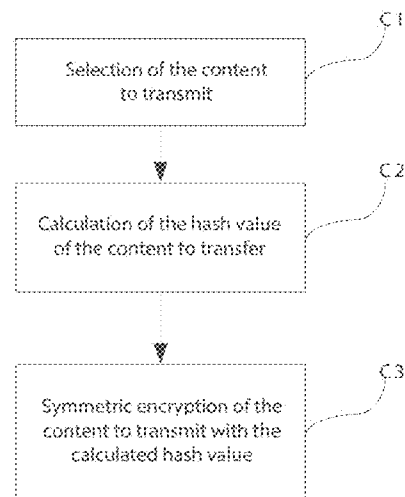 C1
Selection of the content
to transmit
C2
Calculation of the hash value
of the content to transfer
C3
Symmetric encryption of the
content to transmit with the
calculated hash value